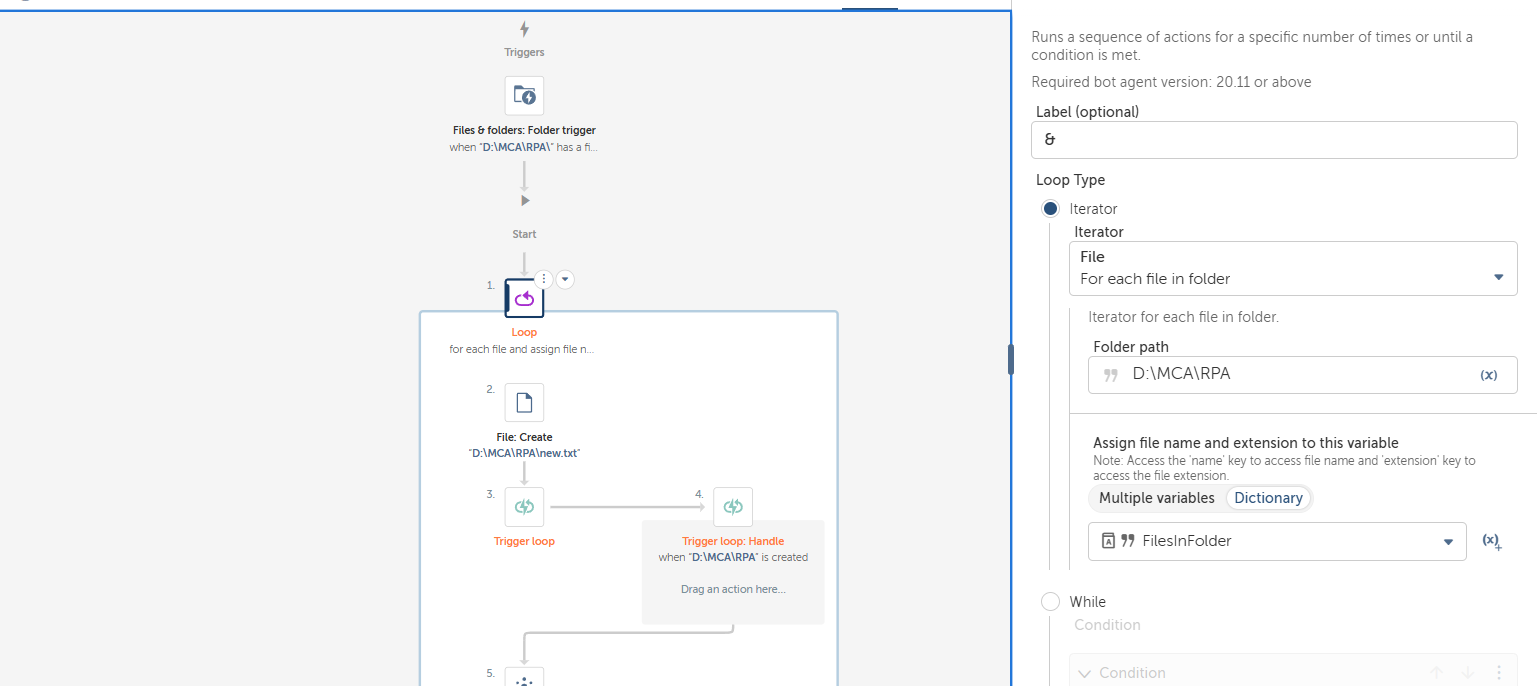 Triggers
Files & folders: Folder trigger
when "D:\MCA\RPA\" has a fi...
Start
1.
Loop
for each file and assign file n...
2.
File: Create
"D:\MCA\RPA\new.txt"
3.
Trigger loop
4.
Trigger loop: Handle
when "D:\MCA\RPA" is created
Drag an action here...
5.
Runs a sequence of actions for a specific number of times or until a
condition is met.
Required bot agent version: 20.11 or above
Label (optional)
&
Loop Type
Iterator
Iterator
File
For each file in folder
Iterator for each file in folder.
Folder path
D:\MCA\RPA
(x)
Assign file name and extension to this variable
Note: Access the 'name' key to access file name and 'extension' key to
access the file extension.
Multiple variables Dictionary
A FilesInFolder
(x)+
While
Condition
Condition